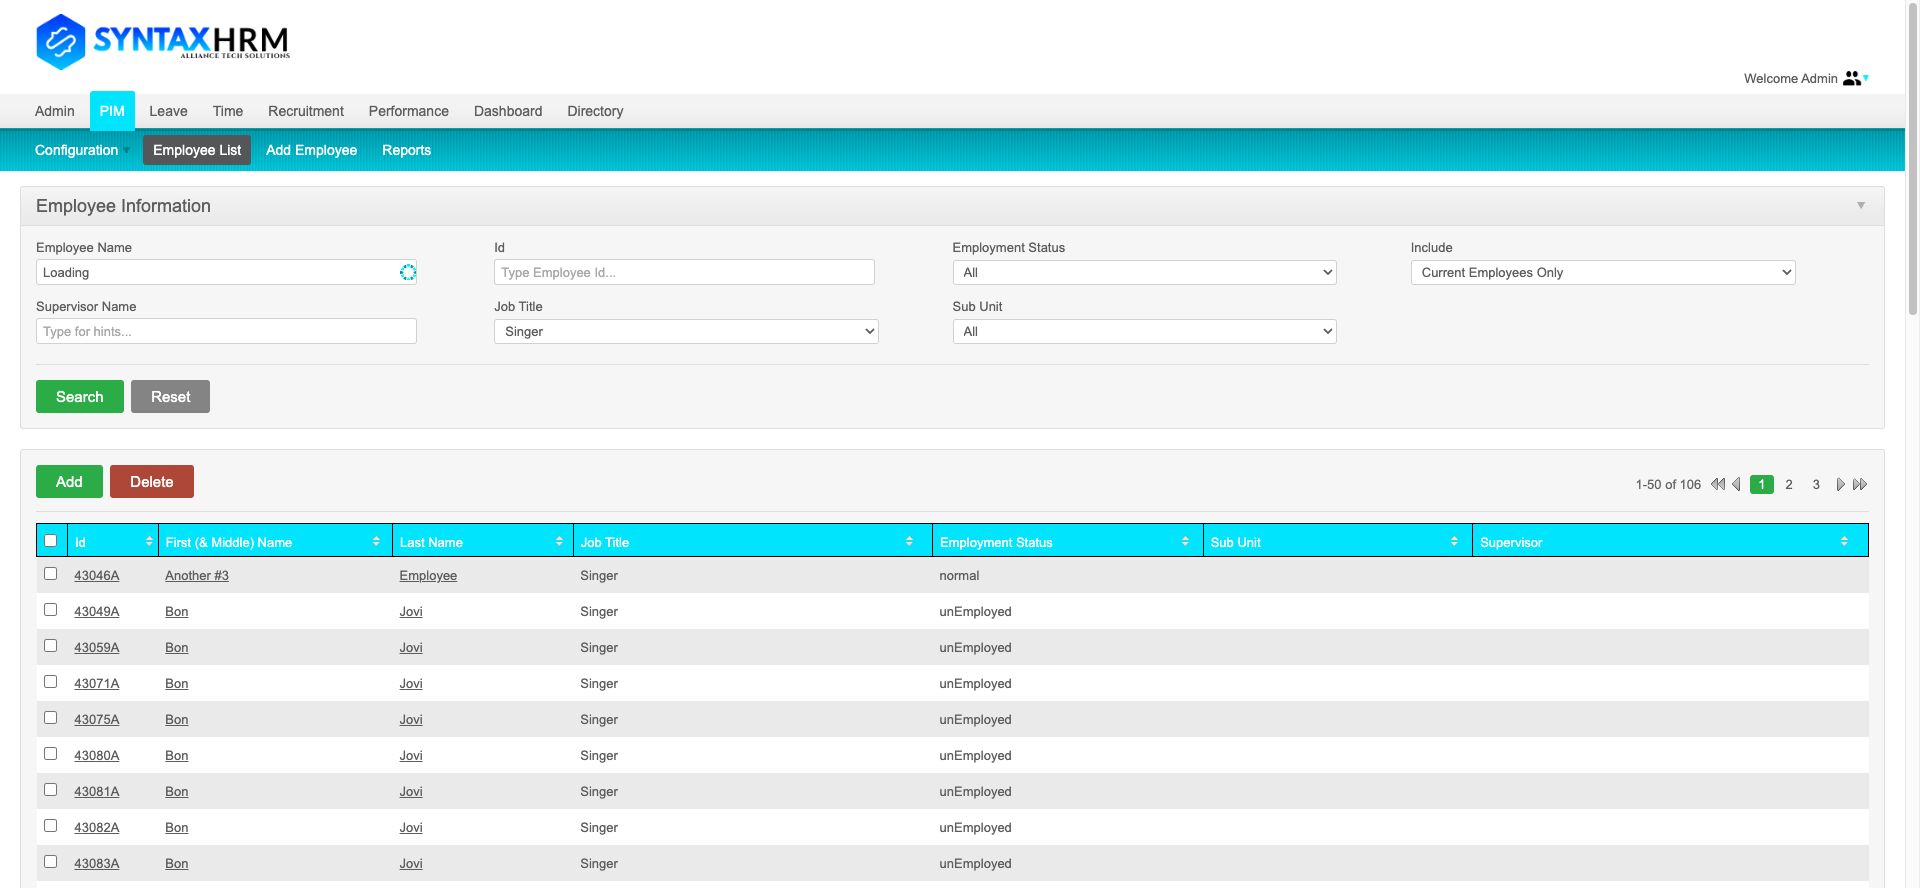 SYNTAXHRM
ALLIANCE TECH SOLUTIONS
Welcome Admin
Admin PIM Leave Time Recruitment Performance Dashboard Directory
Configuration Employee List Add Employee Reports
Employee Information
Employee Name Id Employment Status Include
Loading Type Employee Id... All Current Employees Only
Supervisor Name Job Title Sub Unit
Type for hints... Singer All
Search Reset
Add Delete 1-50 of 106 1 2 3
Id First (& Middle) Name Last Name Job Title Employment Status Sub Unit Supervisor
43046A Another #3 Employee Singer normal
43049A Bon Jovi Singer unEmployed
43059A Bon Jovi Singer unEmployed
43071A Bon Jovi Singer unEmployed
43075A Bon Jovi Singer unEmployed
43080A Bon Jovi Singer unEmployed
43081A Bon Jovi Singer unEmployed
43082A Bon Jovi Singer unEmployed
43083A Bon Jovi Singer unEmployed